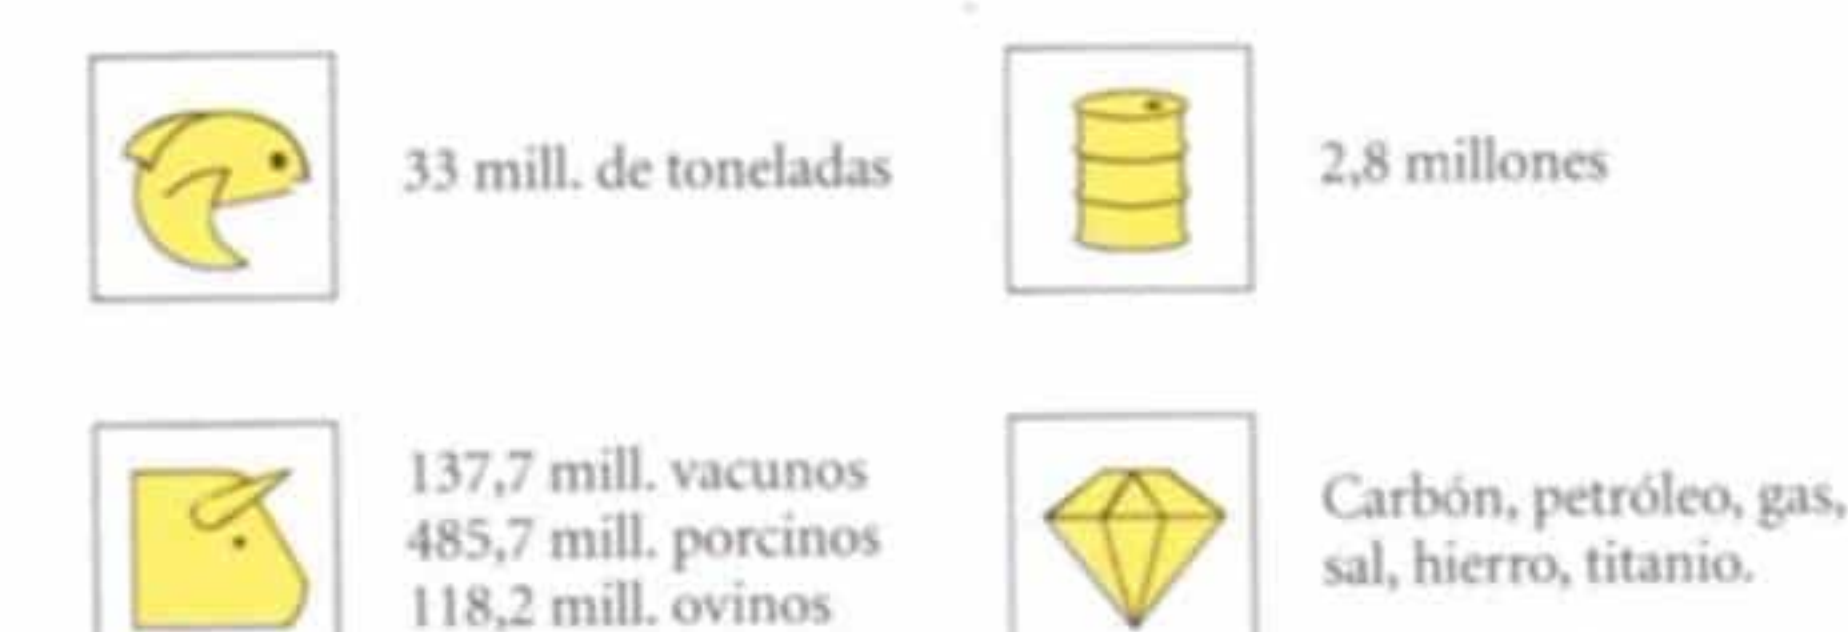 33 mill. de toneladas
2,8 millones
137,7 mill. vacunos
485,7 mill. porcinos
118,2 mill. ovinos
Carbón, petróleo, gas,
sal, hierro, titanio.